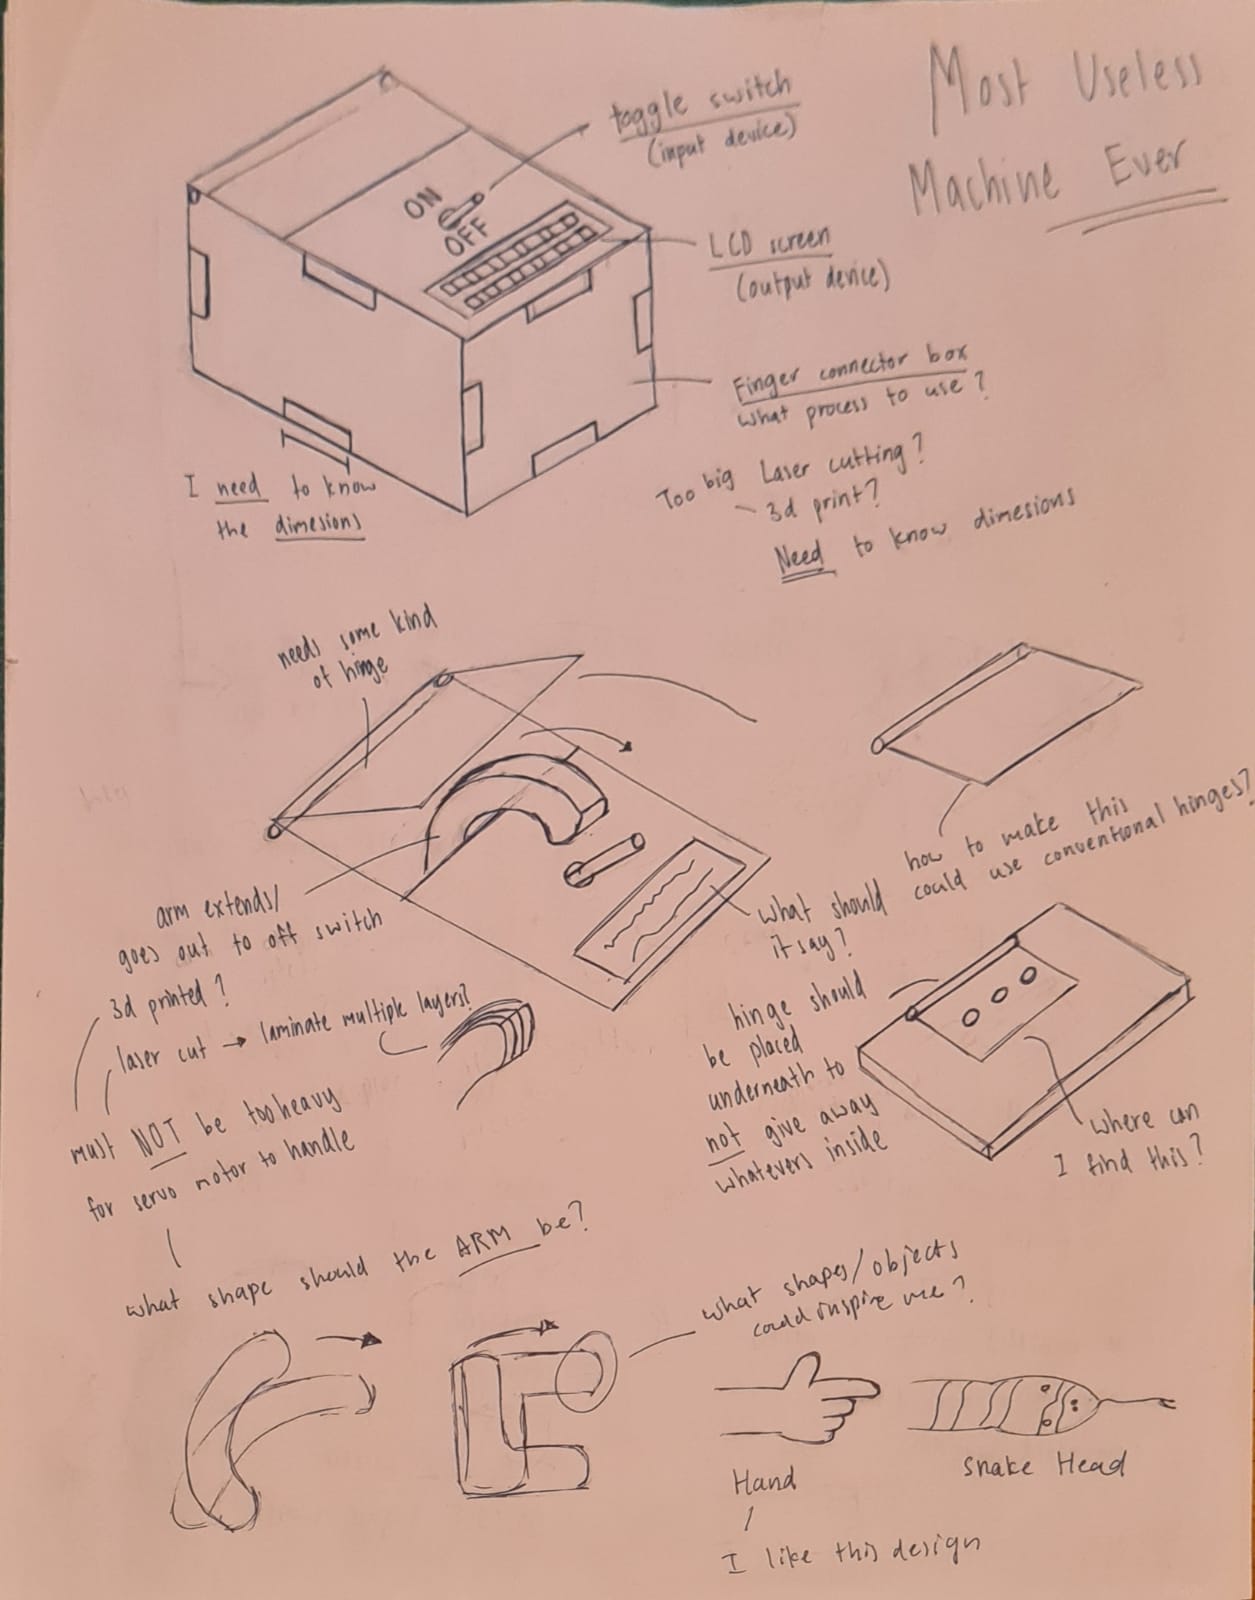 Most Useless
Machine Ever
toggle switch
(input device)
ON
OFF
LCD screen
(output device)
Finger connector box
what process to use?
Too big Laser cutting?
3d print?
Need to know dimesions
I need to know
the dimesions
needs some kind
of hinge
how to make this
could use conventional hinges?
arm extends/
goes out to off switch
3d printed?
laser cut → laminate multiple layers?
must NOT be too heavy
for servo motor to handle
what should
it say?
hinge should
be placed
underneath to
not give away
whatevers inside
where can
I find this?
what shape should the ARM be?
what shapes/objects
could inspire me?
Hand
Snake Head
I like this design